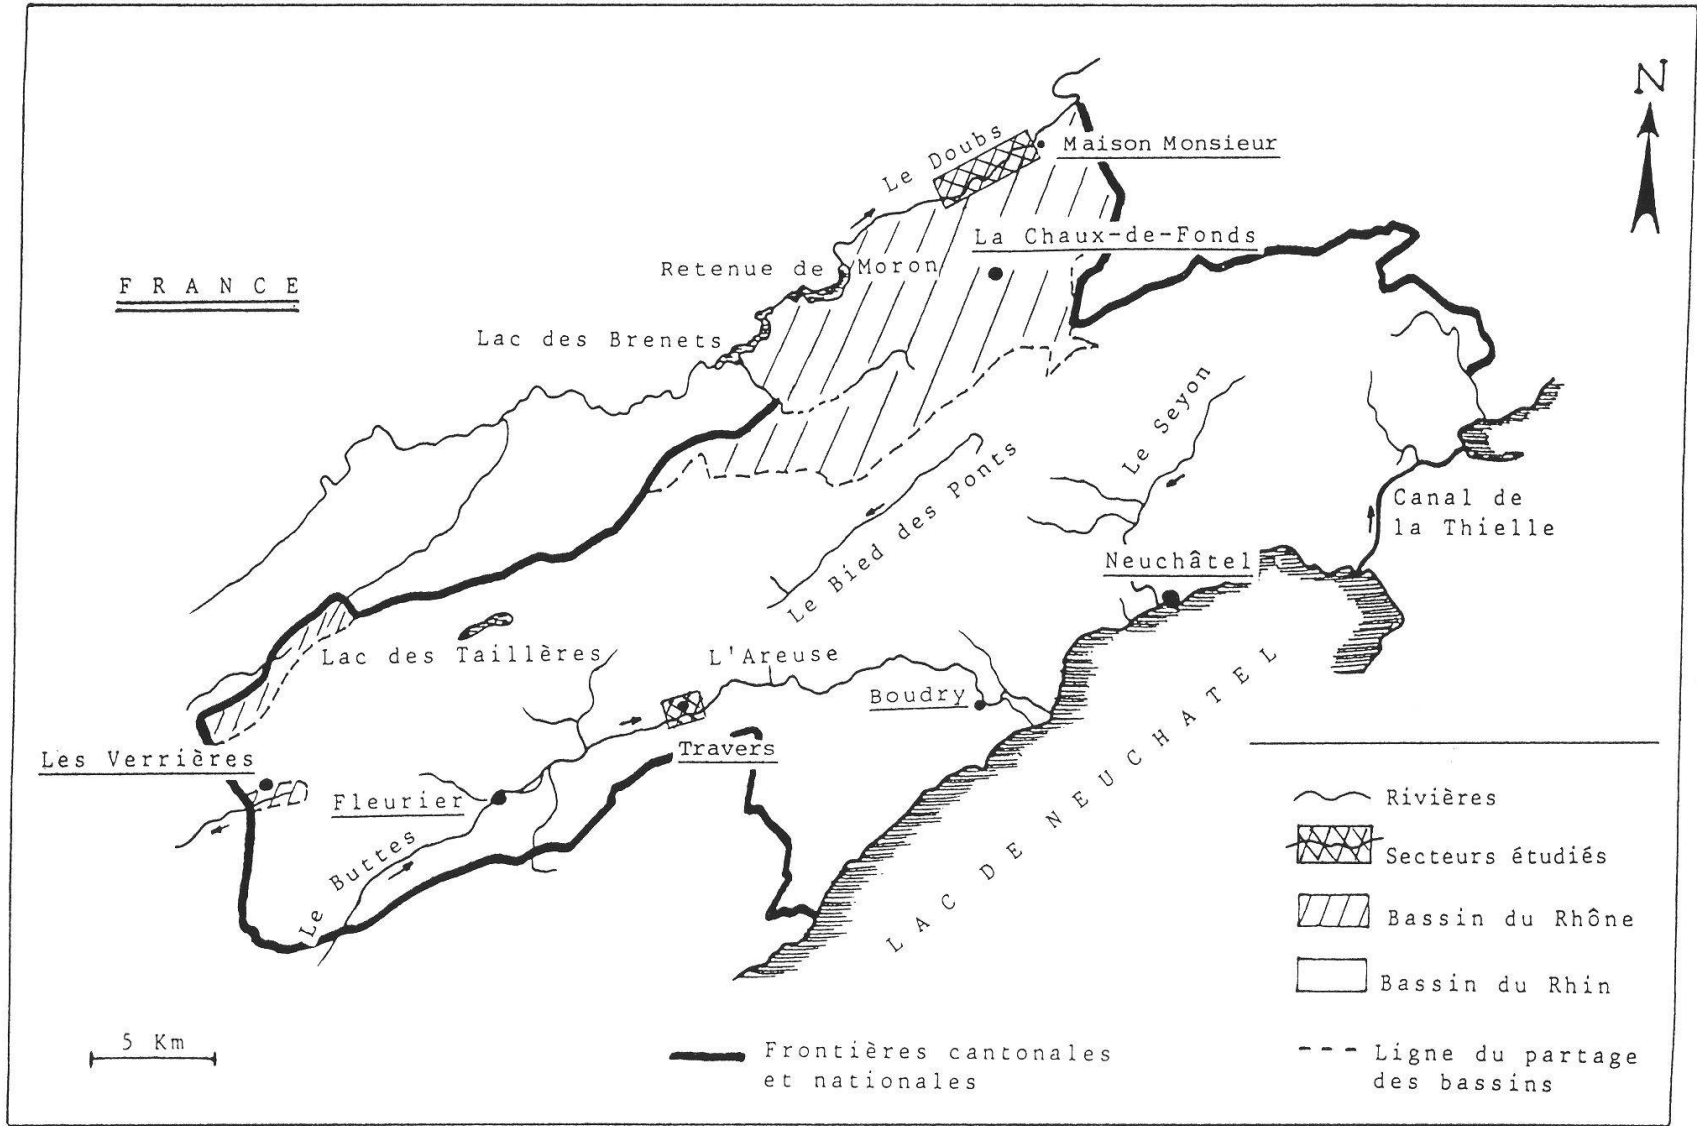 N
Le Doubs
Maison Monsieur
La Chaux-de-Fonds
Retenue de Moron
FRANCE
Lac des Brenets
Le Seyon
Le Bied des Ponts
Canal de
la Thielle
Neuchâtel
Lac des Taillères
L'Areuse
Boudry
LAC DE NEUCHATEL
Travers
Les Verrières
Fleurier
Le Buttes
Rivières
Secteurs étudiés
Bassin du Rhône
Bassin du Rhin
5 Km
Frontières cantonales
et nationales
Ligne du partage
des bassins